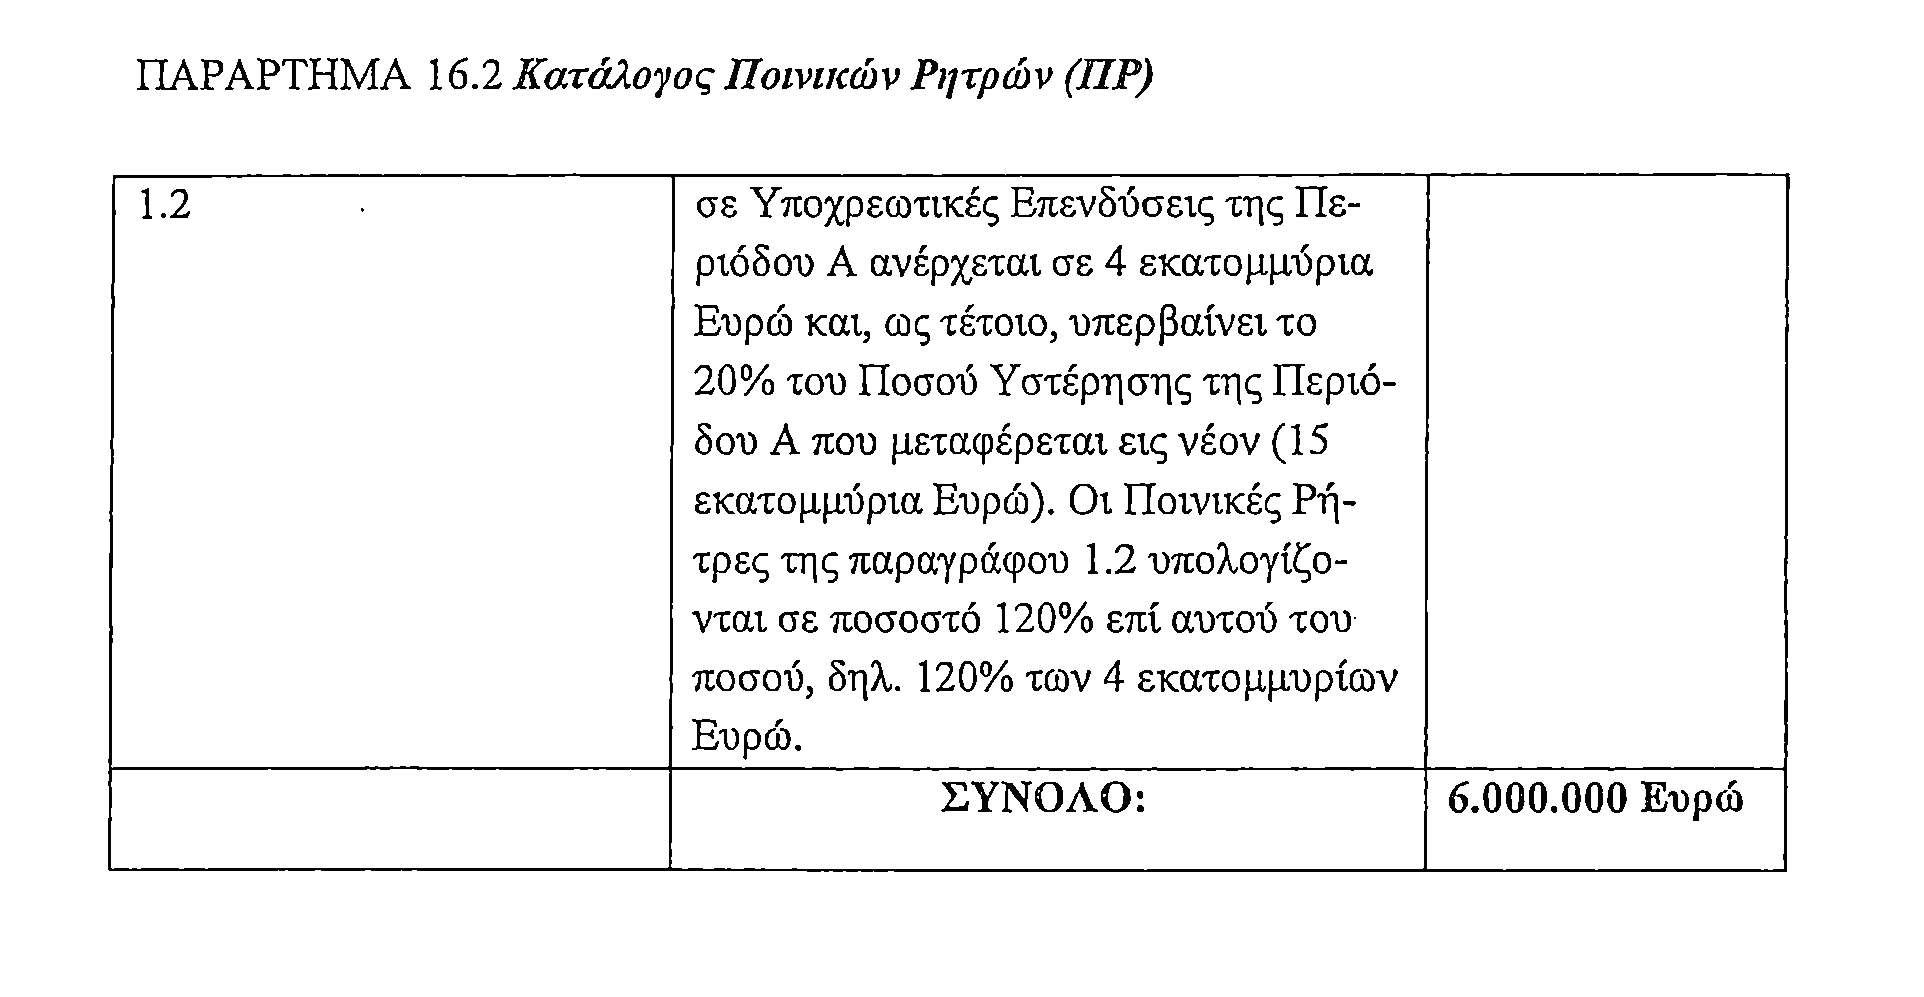 ΠΑΡΑΡΤΗΜΑ 16.2 Κατάλογος Ποινικών Ρητρών (ΠΡ)
1.2
σε Υποχρεωτικές Επενδύσεις της Πε-
ριόδου Α ανέρχεται σε 4 εκατομμύρια
Ευρώ και, ως τέτοιο, υπερβαίνει το
20% του Ποσού Υστέρησης της Περιό-
δου Α που μεταφέρεται εις νέον (15
εκατομμύρια Ευρώ). Οι Ποινικές Ρή-
τρες της παραγράφου 1.2 υπολογίζο-
νται σε ποσοστό 120% επί αυτού του
ποσού, δηλ. 120% των 4 εκατομμυρίων
Ευρώ.
ΣΥΝΟΛΟ:
6.000.000 Ευρώ